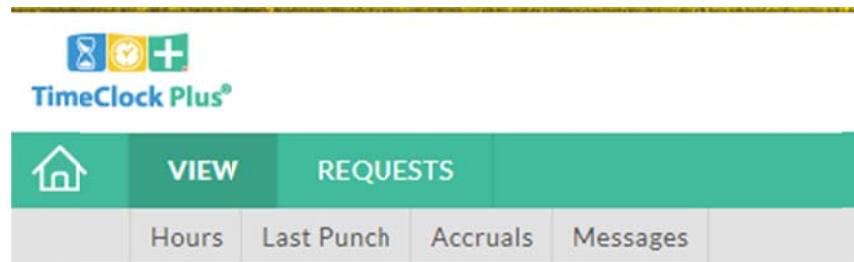 TimeClock Plus®
VIEW REQUESTS
Hours Last Punch Accruals Messages